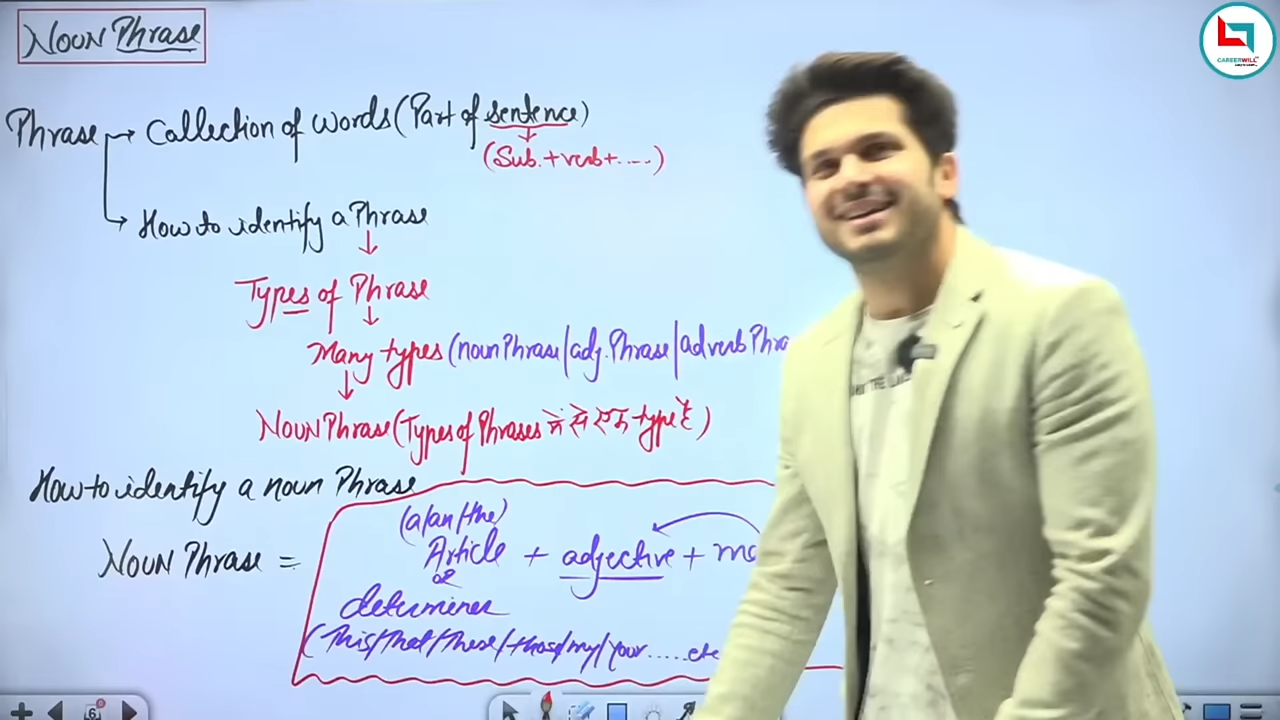 Noun Phrase
CAREERWILL
Phrase → Collection of words (Part of sentence)
(Sub. + verb + ....)
How to identify a Phrase
Types of Phrase
Many types (noun Phrase | adj. Phrase | adverb Phra
Noun Phrase (Types of Phrases में से एक type है)
How to identify a noun Phrase
(a/an/the)
Noun Phrase = Article + adjective + mo
or
determiner
(This/That/These/those/my/your.....etc